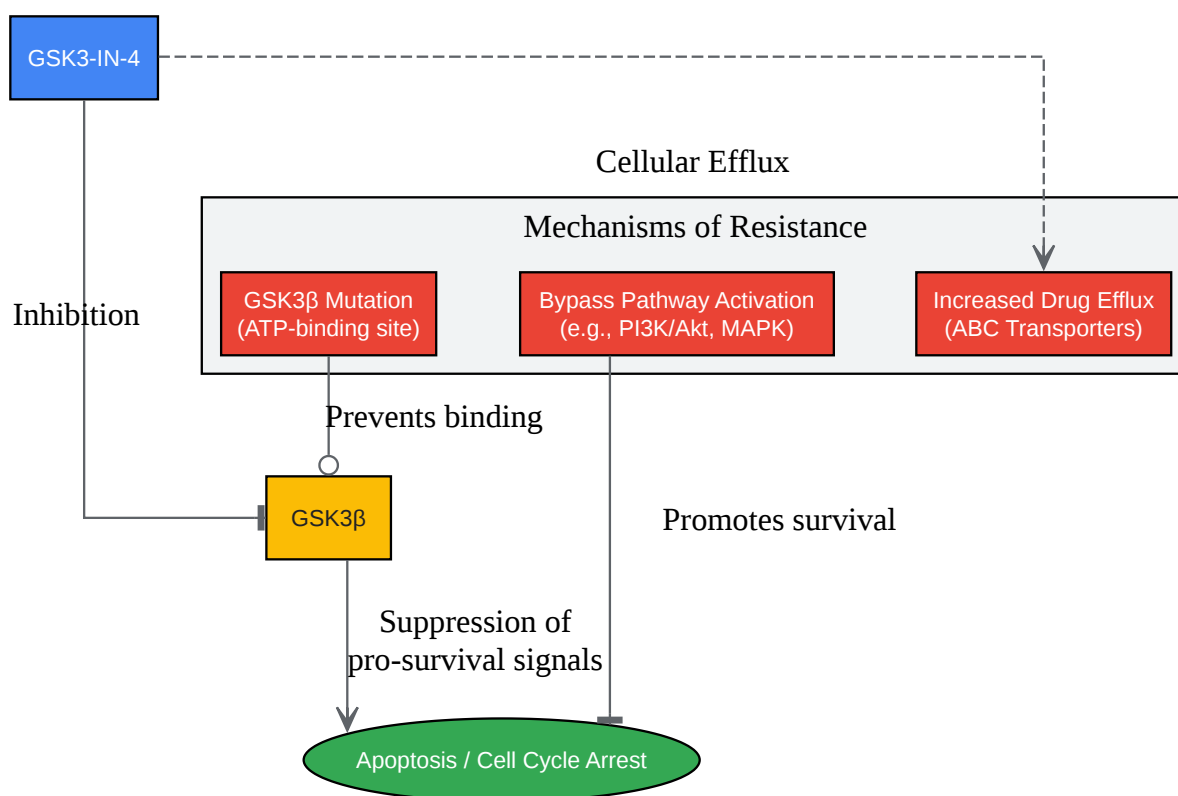 GSK3-IN-4
Cellular Efflux
Mechanisms of Resistance
Inhibition
GSK3β Mutation
(ATP-binding site)
Bypass Pathway Activation
(e.g., PI3K/Akt, MAPK)
Increased Drug Efflux
(ABC Transporters)
Prevents binding
GSK3β
Promotes survival
Suppression of
pro-survival signals
Apoptosis / Cell Cycle Arrest